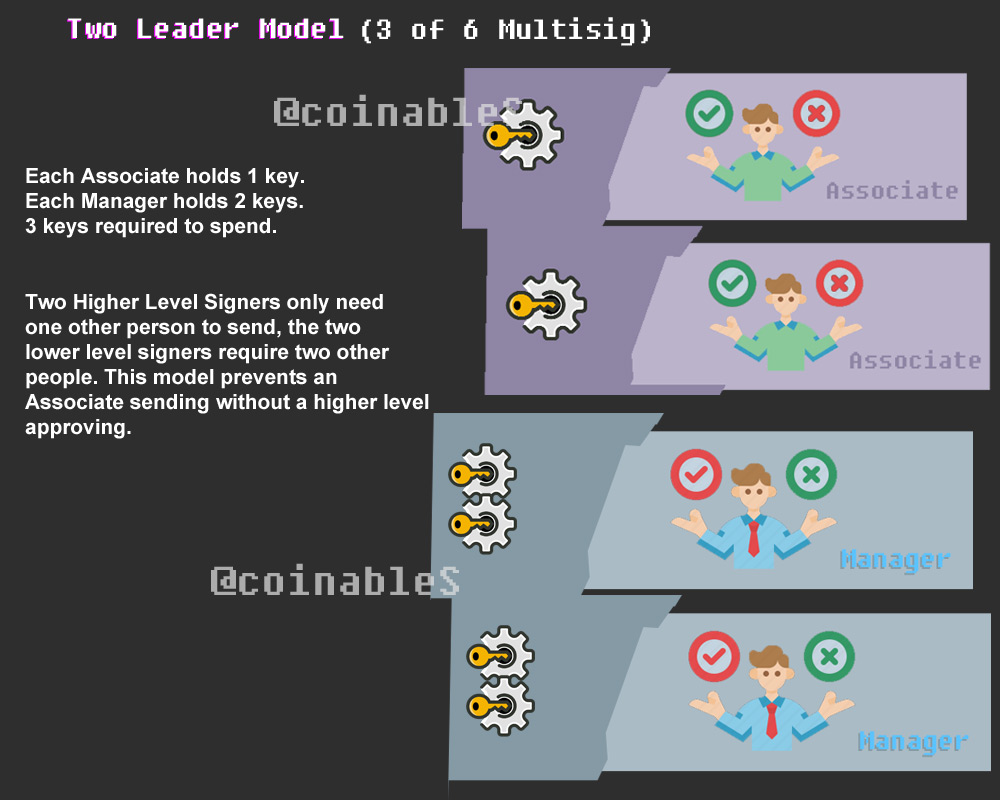 Two Leader Model (3 of 6 Multisig)
@coinableS
Each Associate holds 1 key.
Each Manager holds 2 keys.
3 keys required to spend.
Two Higher Level Signers only need
one other person to send, the two
lower level signers require two other
people. This model prevents an
Associate sending without a higher level
approving.
Associate
Associate
@coinableS
Manager
Manager